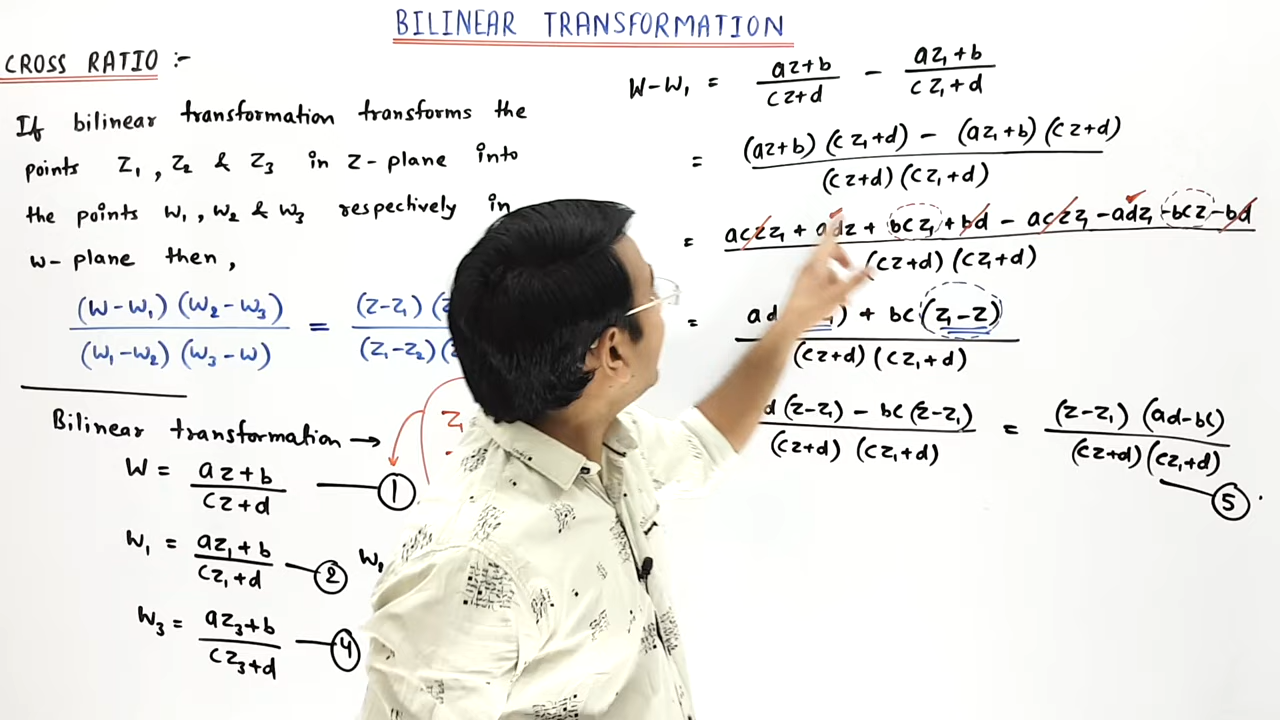 BILINEAR TRANSFORMATION
CROSS RATIO :-
If bilinear transformation transforms the
points Z₁, Z₂ & Z₃ in Z-plane into
the points W₁, W₂ & W₃ respectively in
W-plane then,
(W-W₁)(W₂-W₃) / (W₁-W₂)(W₃-W) = (Z-Z₁)( / (Z₁-Z₂)(
Z₁
Bilinear transformation →
W = az+b / cz+d — 1
W₁ = az₁+b / cz₁+d — 2
W₃ = az₃+b / cz₃+d — 4
W-W₁ = az+b / cz+d - az₁+b / cz₁+d
= (az+b)(cz₁+d) - (az₁+b)(cz+d) / (cz+d)(cz₁+d)
= aczz₁ + adz + bcz₁ + bd - aczz₁ - adz₁ - bcz - bd / (cz+d)(cz₁+d)
= ad ) + bc(z₁-z) / (cz+d)(cz₁+d)
d(z-z₁) - bc(z-z₁) / (cz+d)(cz₁+d) = (z-z₁)(ad-bc) / (cz+d)(cz₁+d) — 5